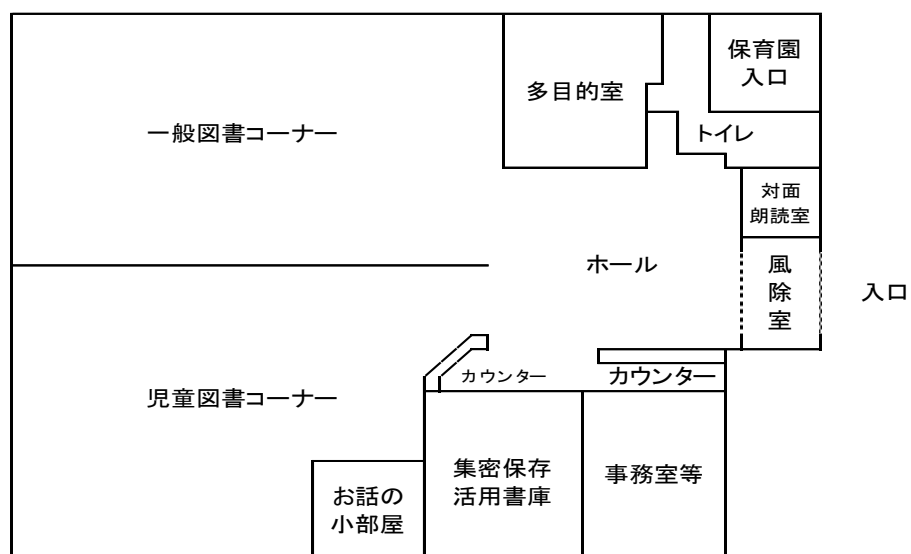 保育園
入口
多目的室
一般図書コーナー
トイレ
対面
朗読室
ホール
風
除
室
入口
カウンター
カウンター
児童図書コーナー
集密保存
活用書庫
事務室等
お話の
小部屋